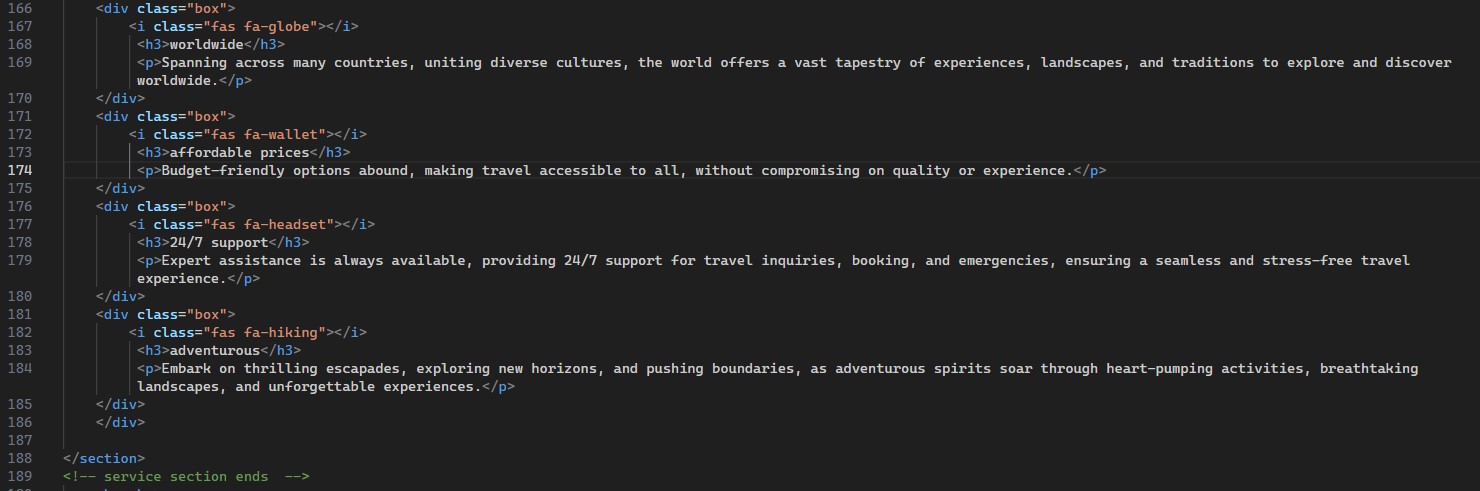 166 <div class="box">
167 <i class="fas fa-globe"></i>
168 <h3>worldwide</h3>
169 <p>Spanning across many countries, uniting diverse cultures, the world offers a vast tapestry of experiences, landscapes, and traditions to explore and discover
worldwide.</p>
170 </div>
171 <div class="box">
172 <i class="fas fa-wallet"></i>
173 <h3>affordable prices</h3>
174 <p>Budget-friendly options abound, making travel accessible to all, without compromising on quality or experience.</p>
175 </div>
176 <div class="box">
177 <i class="fas fa-headset"></i>
178 <h3>24/7 support</h3>
179 <p>Expert assistance is always available, providing 24/7 support for travel inquiries, booking, and emergencies, ensuring a seamless and stress-free travel
experience.</p>
180 </div>
181 <div class="box">
182 <i class="fas fa-hiking"></i>
183 <h3>adventurous</h3>
184 <p>Embark on thrilling escapades, exploring new horizons, and pushing boundaries, as adventurous spirits soar through heart-pumping activities, breathtaking
landscapes, and unforgettable experiences.</p>
185 </div>
186 </div>
187
188 </section>
189 <!-- service section ends  -->